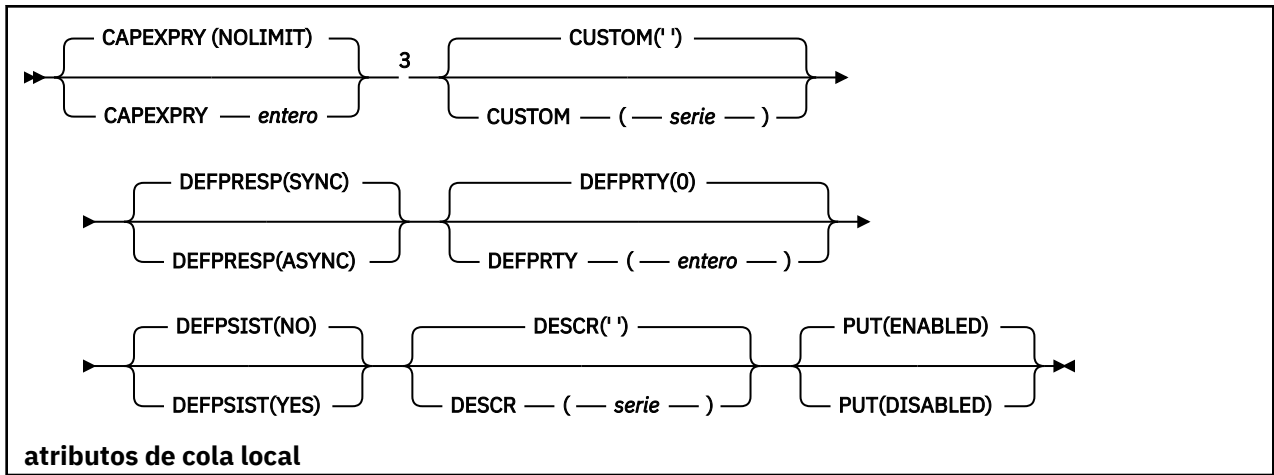 CAPEXPRY (NOLIMIT)
3
CUSTOM(' ')
CAPEXPRY entero
CUSTOM ( serie )
DEFPRESP(SYNC)
DEFPRTY(0)
DEFPRESP(ASYNC)
DEFPRTY ( entero )
DEFPSIST(NO)
DESCR(' ')
PUT(ENABLED)
DEFPSIST(YES)
DESCR ( serie )
PUT(DISABLED)
atributos de cola local